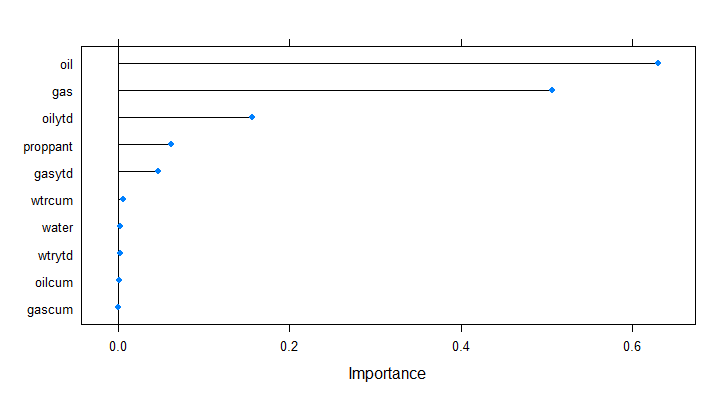 oil
gas
oilytd
proppant
gasytd
wtrcum
water
wtrytd
oilcum
gascum
0.0 0.2 0.4 0.6
Importance